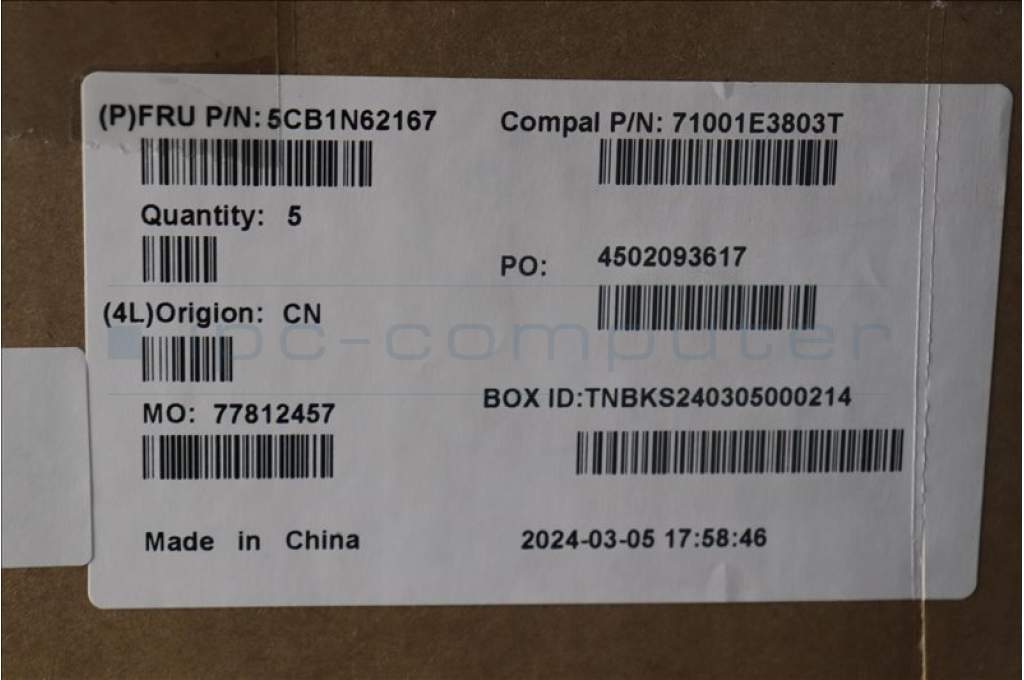 (P)FRU P/N: 5CB1N62167
Compal P/N: 71001E3803T
Quantity: 5
PO: 4502093617
(4L)Origion: CN
pc-computer
MO: 77812457
BOX ID:TNBKS240305000214
Made in China
2024-03-05 17:58:46